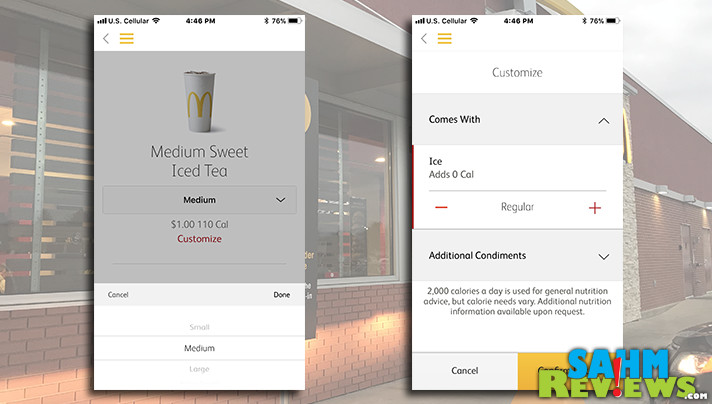 U.S. Cellular 4:46 PM 76%
Medium Sweet
Iced Tea
Medium
$1.00 110 Cal
Customize
Cancel Done
Small
Medium
Large
U.S. Cellular 4:46 PM 76%
Customize
Comes With
Ice
Adds 0 Cal
Regular
Additional Condiments
2,000 calories a day is used for general nutrition
advice, but calorie needs vary. Additional nutrition
information available upon request.
Cancel
SAHM
REVIEWS!
.COM